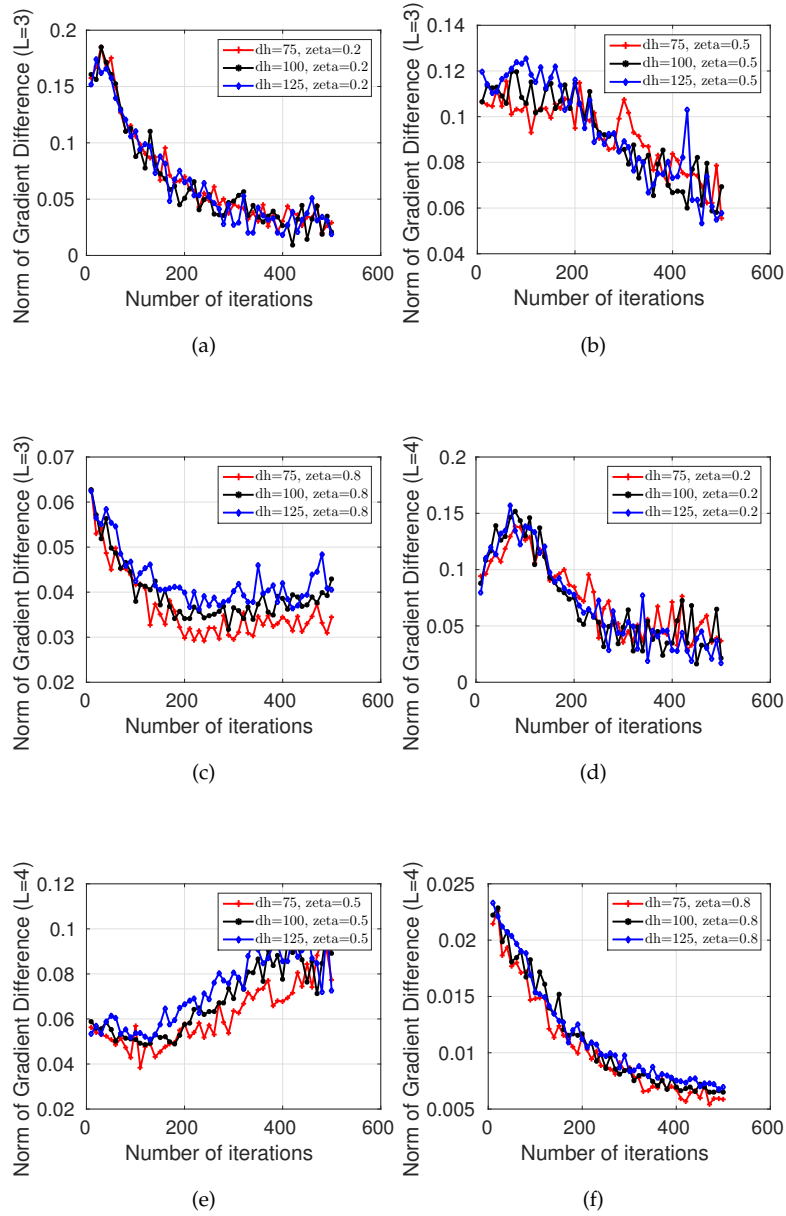 Norm of Gradient Difference (L=3)
0.2
0.15
0.1
0.05
0
0 200 400 600
Number of iterations
dh=75, zeta=0.2
dh=100, zeta=0.2
dh=125, zeta=0.2
(a)
Norm of Gradient Difference (L=3)
0.14
0.12
0.1
0.08
0.06
0.04
0 200 400 600
Number of iterations
dh=75, zeta=0.5
dh=100, zeta=0.5
dh=125, zeta=0.5
(b)
Norm of Gradient Difference (L=3)
0.07
0.06
0.05
0.04
0.03
0.02
0 200 400 600
Number of iterations
dh=75, zeta=0.8
dh=100, zeta=0.8
dh=125, zeta=0.8
(c)
Norm of Gradient Difference (L=4)
0.2
0.15
0.1
0.05
0
0 200 400 600
Number of iterations
dh=75, zeta=0.2
dh=100, zeta=0.2
dh=125, zeta=0.2
(d)
Norm of Gradient Difference (L=4)
0.12
0.1
0.08
0.06
0.04
0.02
0 200 400 600
Number of iterations
dh=75, zeta=0.5
dh=100, zeta=0.5
dh=125, zeta=0.5
(e)
Norm of Gradient Difference (L=4)
0.025
0.02
0.015
0.01
0.005
0 200 400 600
Number of iterations
dh=75, zeta=0.8
dh=100, zeta=0.8
dh=125, zeta=0.8
(f)